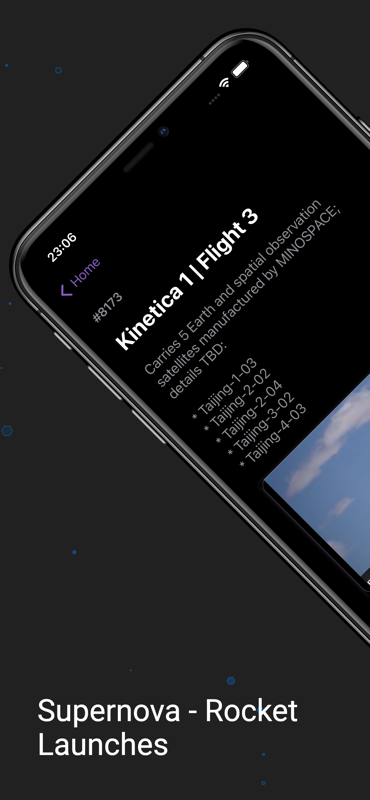 23:06
Home
#8173
Kinetica 1 | Flight 3
Carries 5 Earth and spatial observation
satellites manufactured by MINOSPACE;
details TBD:
* Taijing-1-03
* Taijing-2-02
* Taijing-2-04
* Taijing-3-02
* Taijing-4-03
Supernova - Rocket
Launches